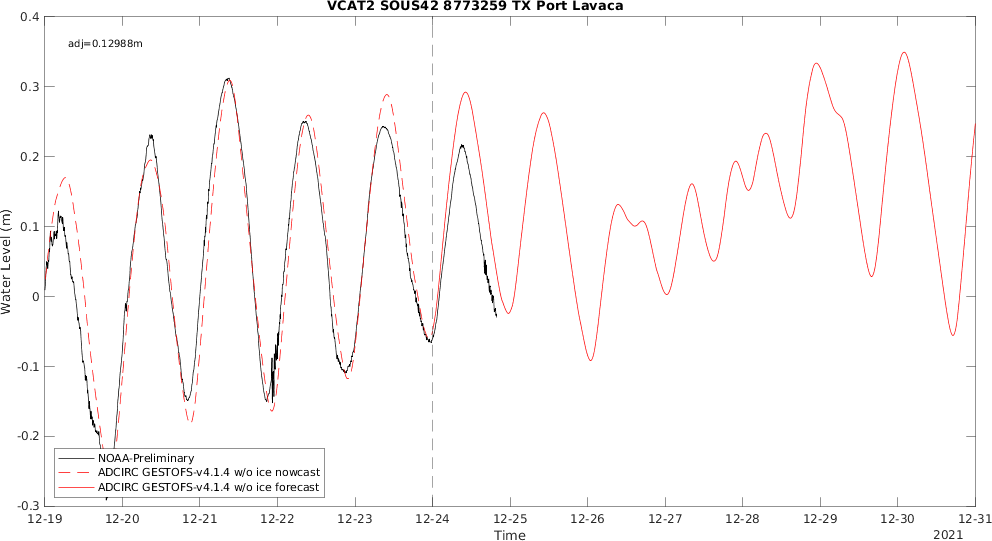 VCAT2 SOUS42 8773259 TX Port Lavaca
adj=0.12988m
Water Level (m)
0.4
0.3
0.2
0.1
0
-0.1
-0.2
-0.3
NOAA-Preliminary
ADCIRC GESTOFS-v4.1.4 w/o ice nowcast
ADCIRC GESTOFS-v4.1.4 w/o ice forecast
12-19 12-20 12-21 12-22 12-23 12-24 12-25 12-26 12-27 12-28 12-29 12-30 12-31
Time
2021